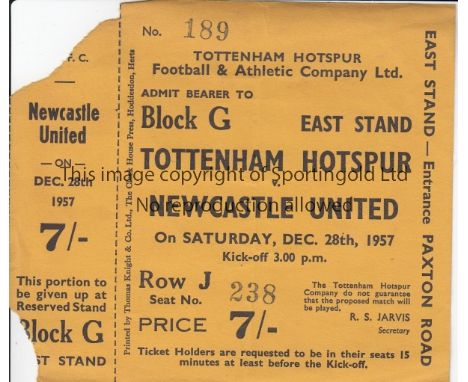 F. C.
Newcastle
United
— ON —
DEC. 28th
1957
7/-
This portion to
be given up at
Reserved Stand
Block G
EAST STAND
Printed by Thomas Knight & Co. Ltd., The Clock House Press, Hoddesdon, Herts
No. 189
TOTTENHAM HOTSPUR
Football & Athletic Company Ltd.
ADMIT BEARER TO
Block G EAST STAND
TOTTENHAM HOTSPUR
v.
NEWCASTLE UNITED
On SATURDAY, DEC. 28th, 1957
Kick-off 3.00 p.m.
Row J
Seat No. 238
PRICE 7/-
The Tottenham Hotspur
Company do not guarantee
that the proposed match will
be played.
R. S. JARVIS
Secretary
Ticket Holders are requested to be in their seats 15
minutes at least before the Kick-off.
EAST STAND — Entrance PAXTON ROAD
This image copyright of Sportingold Ltd
No reproduction allowed